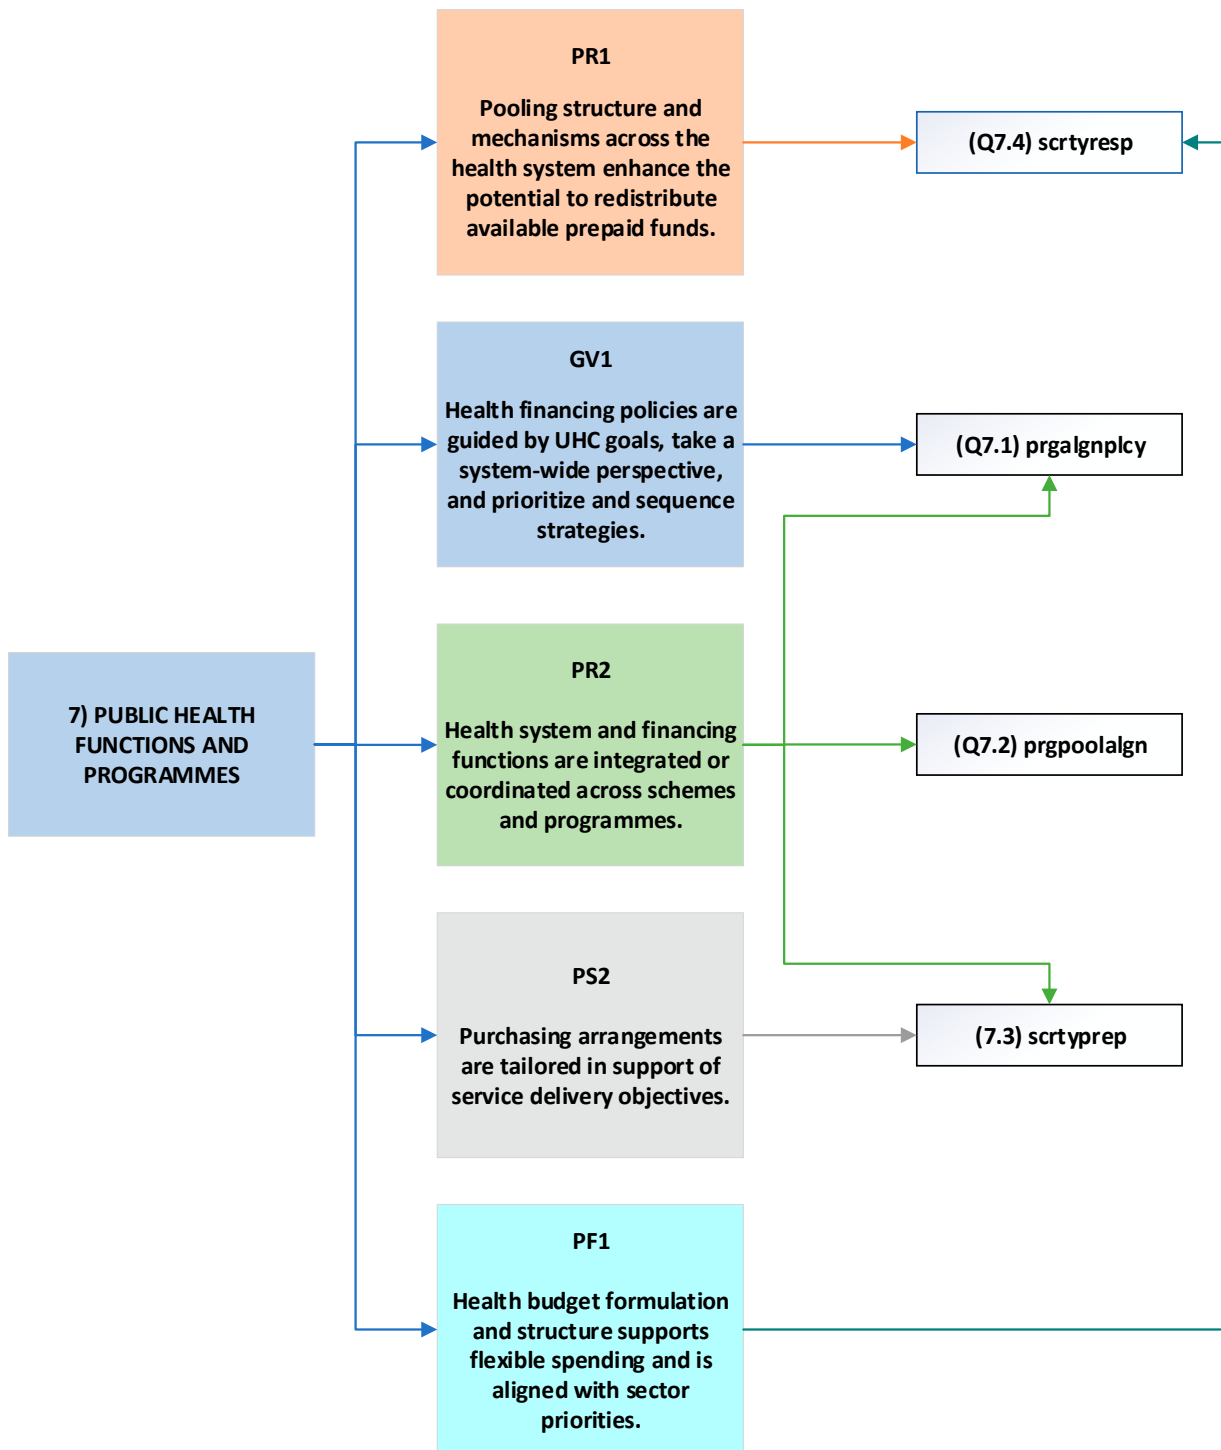 PR1
Pooling structure and
mechanisms across the
health system enhance the
potential to redistribute
available prepaid funds.
(Q7.4) scrtyresp
GV1
Health financing policies are
guided by UHC goals, take a
system-wide perspective,
and prioritize and sequence
strategies.
(Q7.1) prgalgnplcy
7) PUBLIC HEALTH
FUNCTIONS AND
PROGRAMMES
PR2
Health system and financing
functions are integrated or
coordinated across schemes
and programmes.
(Q7.2) prgpoolalgn
PS2
Purchasing arrangements
are tailored in support of
service delivery objectives.
(7.3) scrtyprep
PF1
Health budget formulation
and structure supports
flexible spending and is
aligned with sector
priorities.